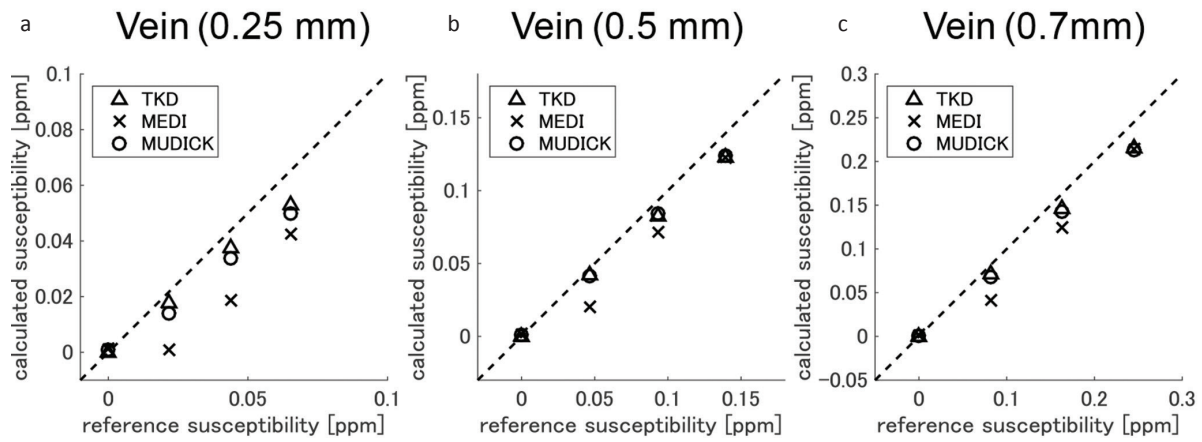 a
Vein (0.25 mm)
calculated susceptibility [ppm]
0.1
0.08
0.06
0.04
0.02
0
TKD
MEDI
MUDICK
0
0.05
0.1
reference susceptibility [ppm]
b
Vein (0.5 mm)
calculated susceptibility [ppm]
0.15
0.1
0.05
0
TKD
MEDI
MUDICK
0
0.05
0.1
0.15
reference susceptibility [ppm]
c
Vein (0.7mm)
calculated susceptibility [ppm]
0.3
0.25
0.2
0.15
0.1
0.05
0
-0.05
TKD
MEDI
MUDICK
0
0.1
0.2
0.3
reference susceptibility [ppm]